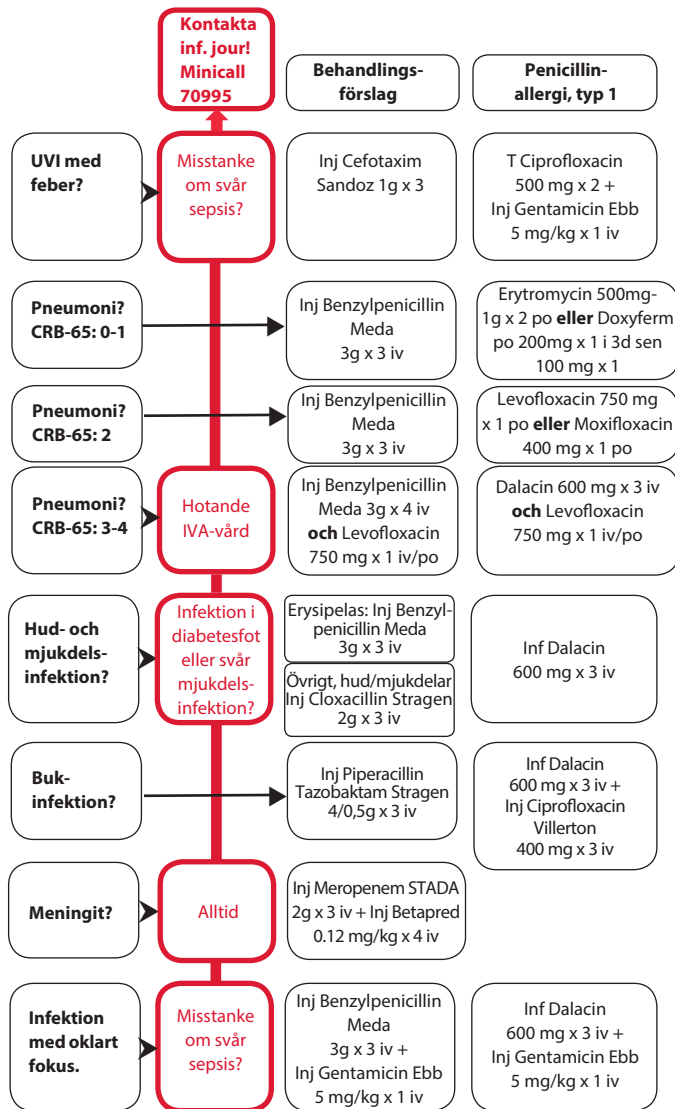 Kontakta
inf. jour!
Minicall
70995
Behandlings-
förslag
Penicillin-
allergi, typ 1
UVI med
feber?
Misstanke
om svår
sepsis?
Inj Cefotaxim
Sandoz 1g x 3
T Ciprofloxacin
500 mg x 2 +
Inj Gentamicin Ebb
5 mg/kg x 1 iv
Pneumoni?
CRB-65: 0-1
Inj Benzylpenicillin
Meda
3g x 3 iv
Erytromycin 500mg-
1g x 2 po eller Doxyferm
po 200mg x 1 i 3d sen
100 mg x 1
Pneumoni?
CRB-65: 2
Inj Benzylpenicillin
Meda
3g x 3 iv
Levofloxacin 750 mg
x 1 po eller Moxifloxacin
400 mg x 1 po
Pneumoni?
CRB-65: 3-4
Hotande
IVA-vård
Inj Benzylpenicillin
Meda 3g x 4 iv
och Levofloxacin
750 mg x 1 iv/po
Dalacin 600 mg x 3 iv
och Levofloxacin
750 mg x 1 iv/po
Hud- och
mjukdels-
infektion?
Infektion i
diabetesfot
eller svår
mjukdels-
infektion?
Erysipelas: Inj Benzyl-
penicillin Meda
3g x 3 iv
Övrigt, hud/mjukdelar
Inj Cloxacillin Stragen
2g x 3 iv
Inf Dalacin
600 mg x 3 iv
Buk-
infektion?
Inj Piperacillin
Tazobaktam Stragen
4/0,5g x 3 iv
Inf Dalacin
600 mg x 3 iv +
Inj Ciprofloxacin
Villerton
400 mg x 3 iv
Meningit?
Alltid
Inj Meropenem STADA
2g x 3 iv + Inj Betapred
0.12 mg/kg x 4 iv
Infektion
med oklart
fokus.
Misstanke
om svår
sepsis?
Inj Benzylpenicillin
Meda
3g x 3 iv +
Inj Gentamicin Ebb
5 mg/kg x 1 iv
Inf Dalacin
600 mg x 3 iv +
Inj Gentamicin Ebb
5 mg/kg x 1 iv